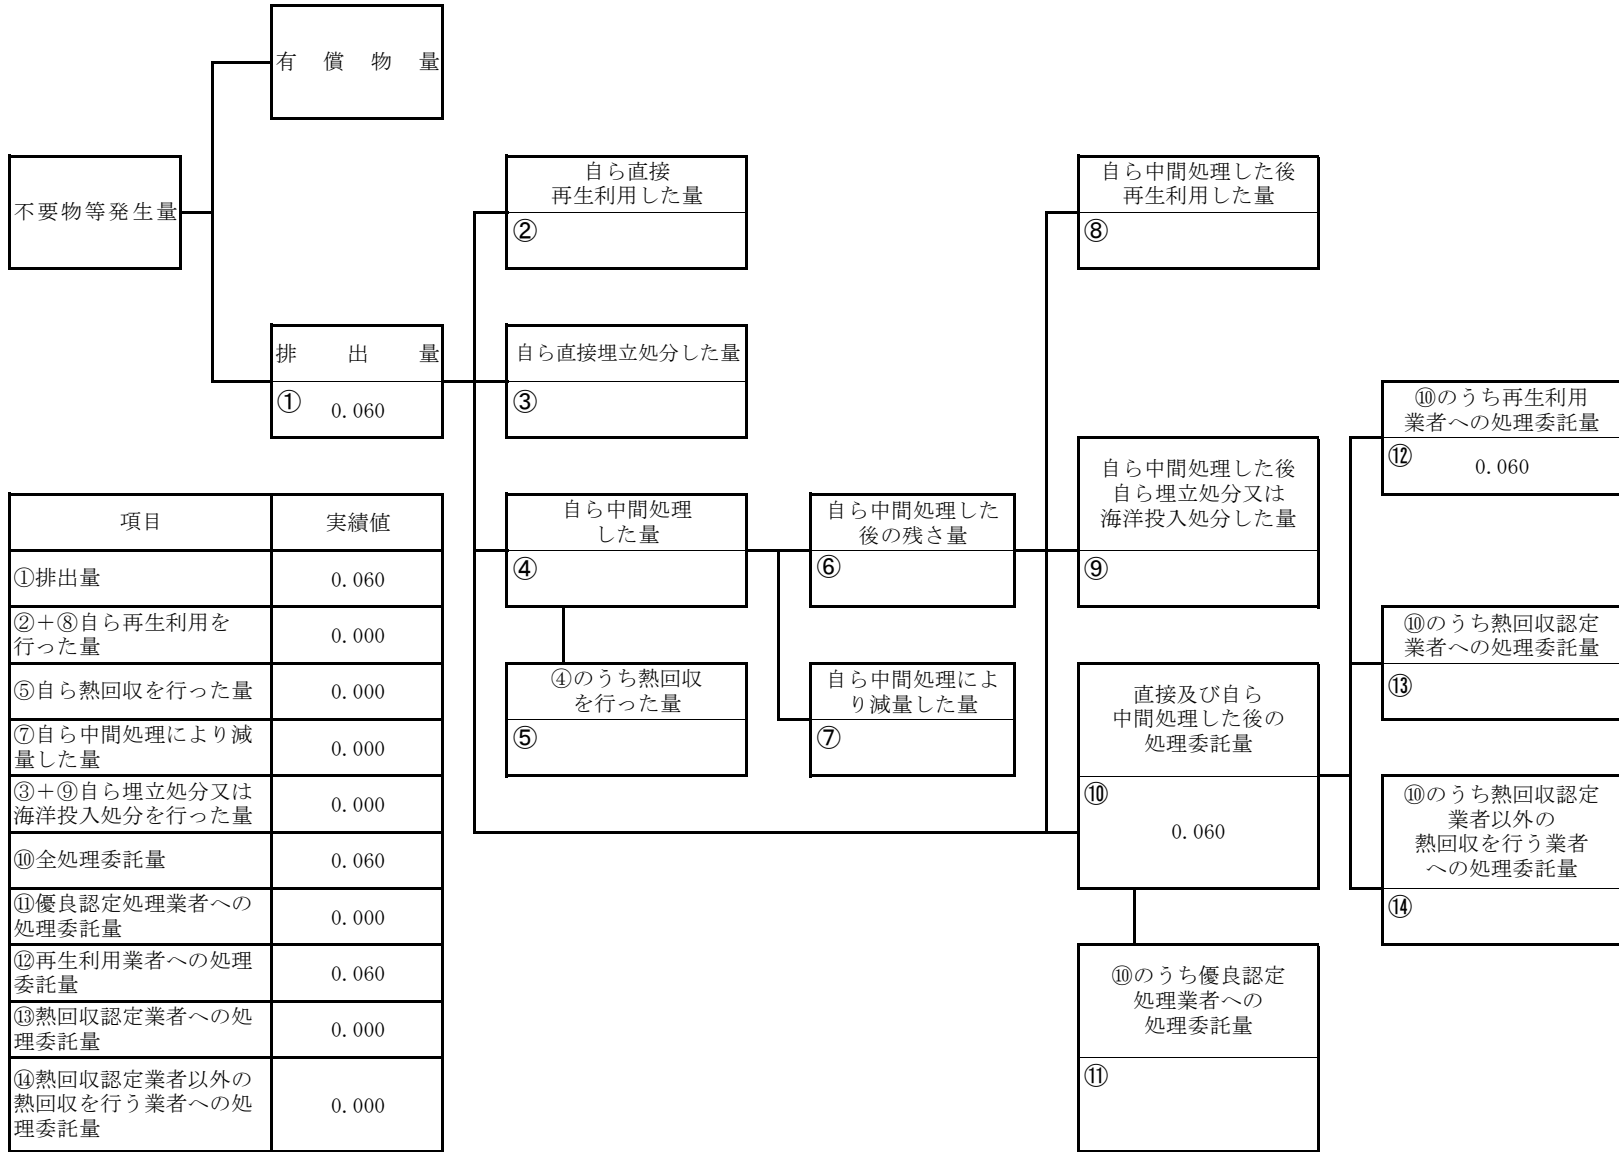 有償物量
不要物等発生量
排出量
① 0.060
自ら直接
再生利用した量
②
自ら直接埋立処分した量
③
自ら中間処理
した量
④
④のうち熱回収
を行った量
⑤
自ら中間処理した
後の残さ量
⑥
自ら中間処理によ
り減量した量
⑦
自ら中間処理した後
再生利用した量
⑧
自ら中間処理した後
自ら埋立処分又は
海洋投入処分した量
⑨
直接及び自ら
中間処理した後の
処理委託量
⑩
0.060
⑩のうち優良認定
処理業者への
処理委託量
⑪
⑩のうち再生利用
業者への処理委託量
⑫ 0.060
⑩のうち熱回収認定
業者への処理委託量
⑬
⑩のうち熱回収認定
業者以外の
熱回収を行う業者
への処理委託量
⑭
項目 実績値
①排出量 0.060
②+⑧自ら再生利用を
行った量 0.000
⑤自ら熱回収を行った量 0.000
⑦自ら中間処理により減
量した量 0.000
③+⑨自ら埋立処分又は
海洋投入処分を行った量 0.000
⑩全処理委託量 0.060
⑪優良認定処理業者への
処理委託量 0.000
⑫再生利用業者への処理
委託量 0.060
⑬熱回収認定業者への処
理委託量 0.000
⑭熱回収認定業者以外の
熱回収を行う業者への処
理委託量 0.000